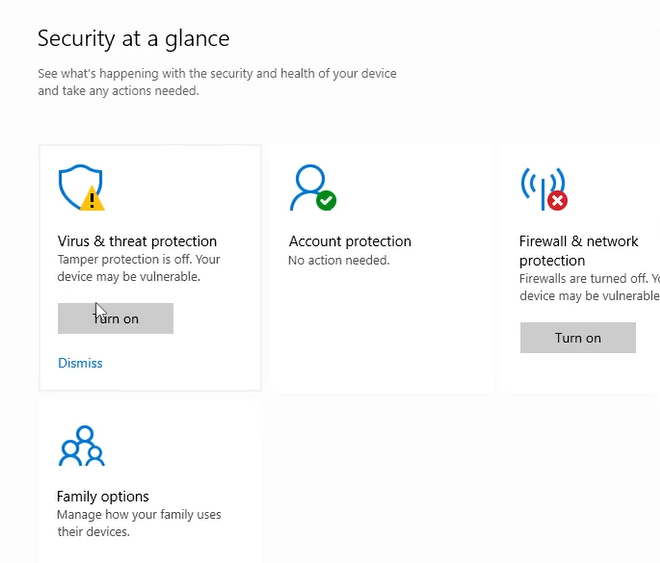 Security at a glance
See what's happening with the security and health of your device
and take any actions needed.
Virus & threat protection
Tamper protection is off. Your
device may be vulnerable.
Turn on
Dismiss
Account protection
No action needed.
Firewall & network
protection
Firewalls are turned off.
device may be vulnerable
Turn on
Family options
Manage how your family uses
their devices.